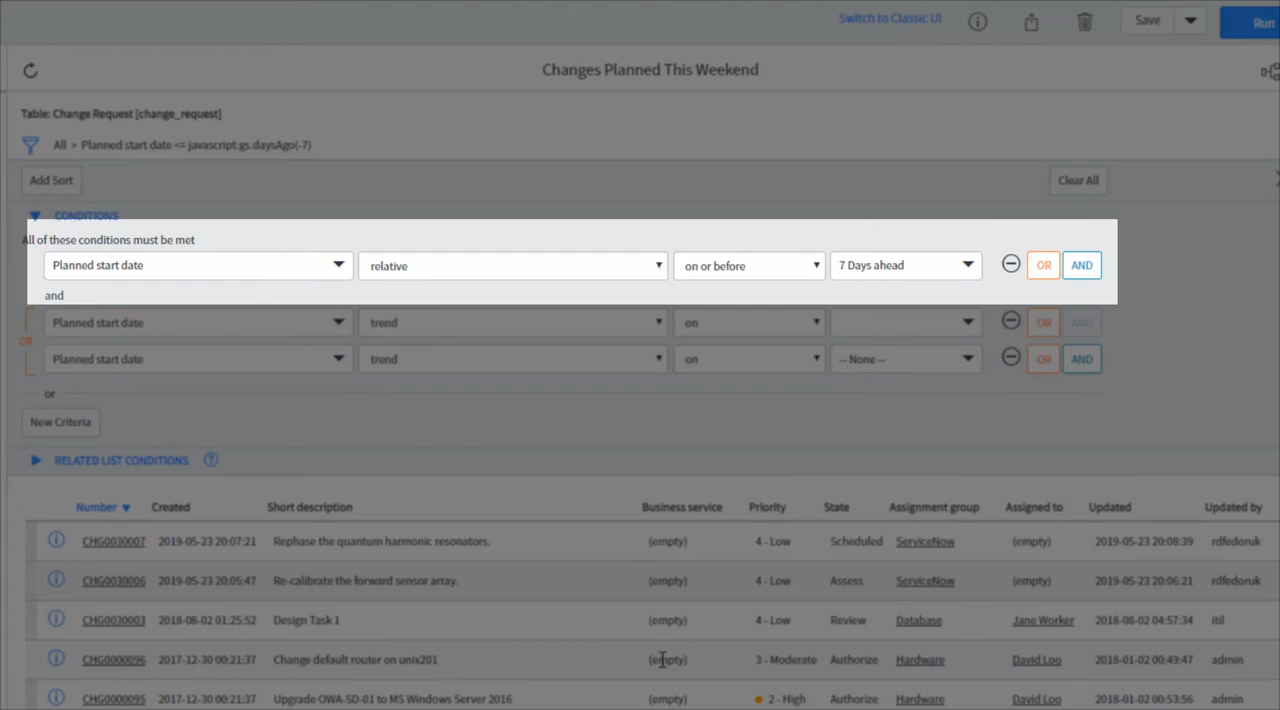 Switch to Classic UI Save Run
Changes Planned This Weekend
Table: Change Request [change_request]
All > Planned start date <= javascript:gs.daysAgo(-7)
Add Sort Clear All
CONDITIONS
All of these conditions must be met
Planned start date relative on or before 7 Days ahead OR AND
and
Planned start date trend on OR AND
OR
Planned start date trend on -- None -- OR AND
or
New Criteria
RELATED LIST CONDITIONS
Number Created Short description Business service Priority State Assignment group Assigned to Updated Updated by
CHG0030007 2019-05-23 20:07:21 Rephase the quantum harmonic resonators. (empty) 4 - Low Scheduled ServiceNow (empty) 2019-05-23 20:08:39 rdfedoruk
CHG0030006 2019-05-23 20:05:47 Re-calibrate the forward sensor array. (empty) 4 - Low Assess ServiceNow (empty) 2019-05-23 20:06:21 rdfedoruk
CHG0030003 2018-08-02 01:25:52 Design Task 1 (empty) 4 - Low Review Database Jane Worker 2018-08-02 04:57:34 itil
CHG0000096 2017-12-30 00:21:37 Change default router on unix201 (empty) 3 - Moderate Authorize Hardware David Loo 2018-01-02 00:49:47 admin
CHG0000095 2017-12-30 00:21:37 Upgrade OWA-SD-01 to MS Windows Server 2016 (empty) 2 - High Authorize Hardware David Loo 2018-01-02 00:53:56 admin